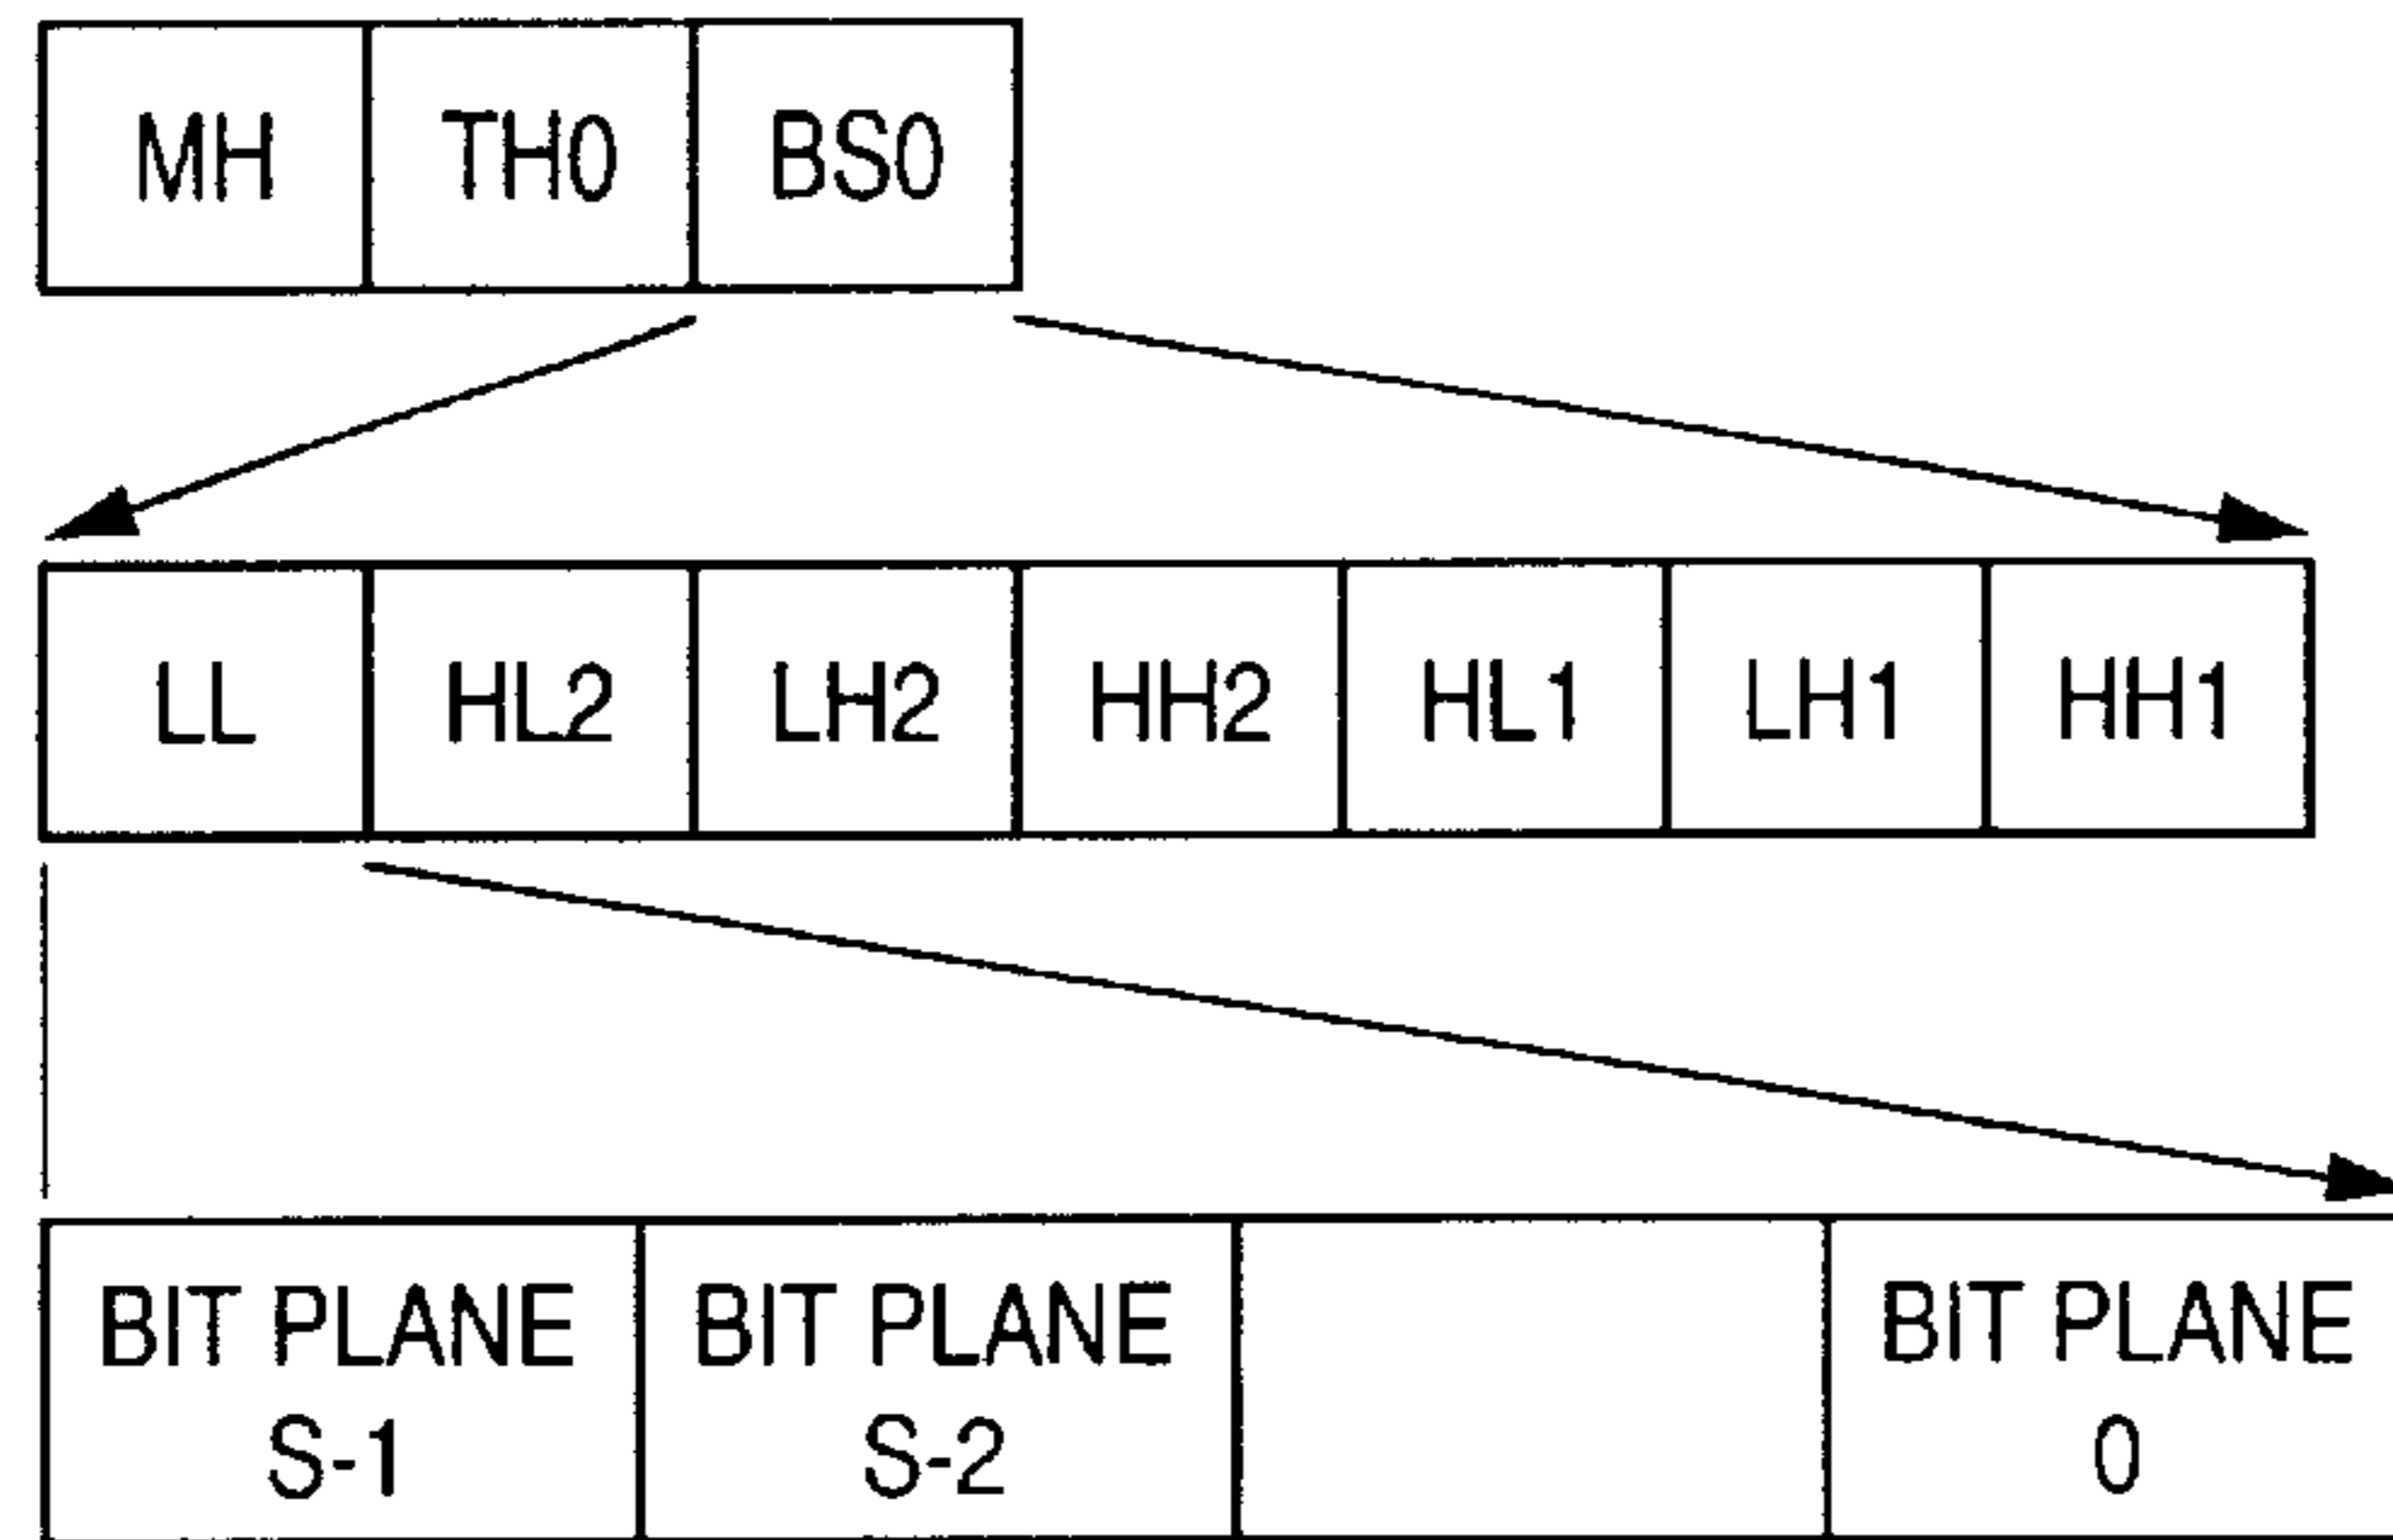 MH TH0 BS0
LL HL2 LH2 HH2 HL1 LH1 HH1
BIT PLANE S-1
BIT PLANE S-2
BIT PLANE 0